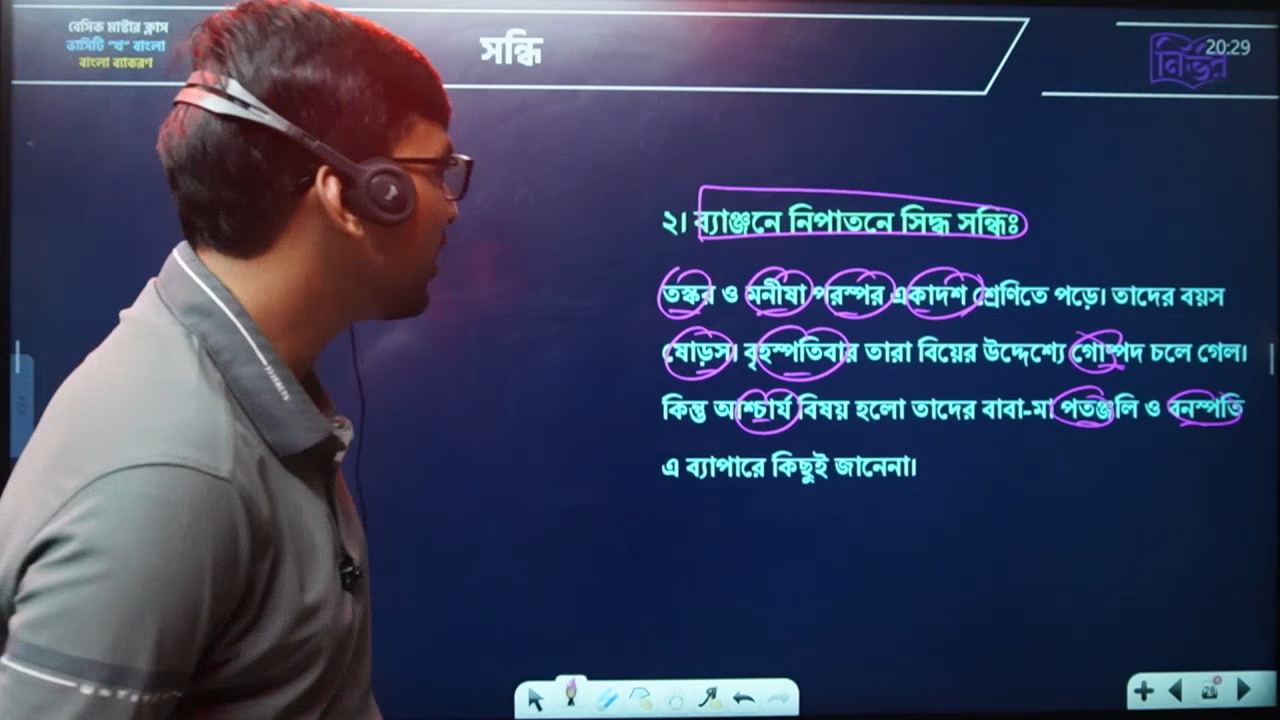 বেসিক মাস্টার ক্লাস
ভার্সিটি "খ" বাংলা
বাংলা ব্যাকরণ
সন্ধি
20:29
নির্ভর
২। ব্যাঞ্জনে নিপাতনে সিদ্ধ সন্ধিঃ
তস্কর ও মনীষা পরস্পর একাদশ শ্রেণিতে পড়ে। তাদের বয়স
ষোড়স। বৃহস্পতিবার তারা বিয়ের উদ্দেশ্যে গোষ্পদ চলে গেল।
কিন্তু আশ্চার্য বিষয় হলো তাদের বাবা-মা পতঞ্জলি ও বনস্পতি
এ ব্যাপারে কিছুই জানেনা।